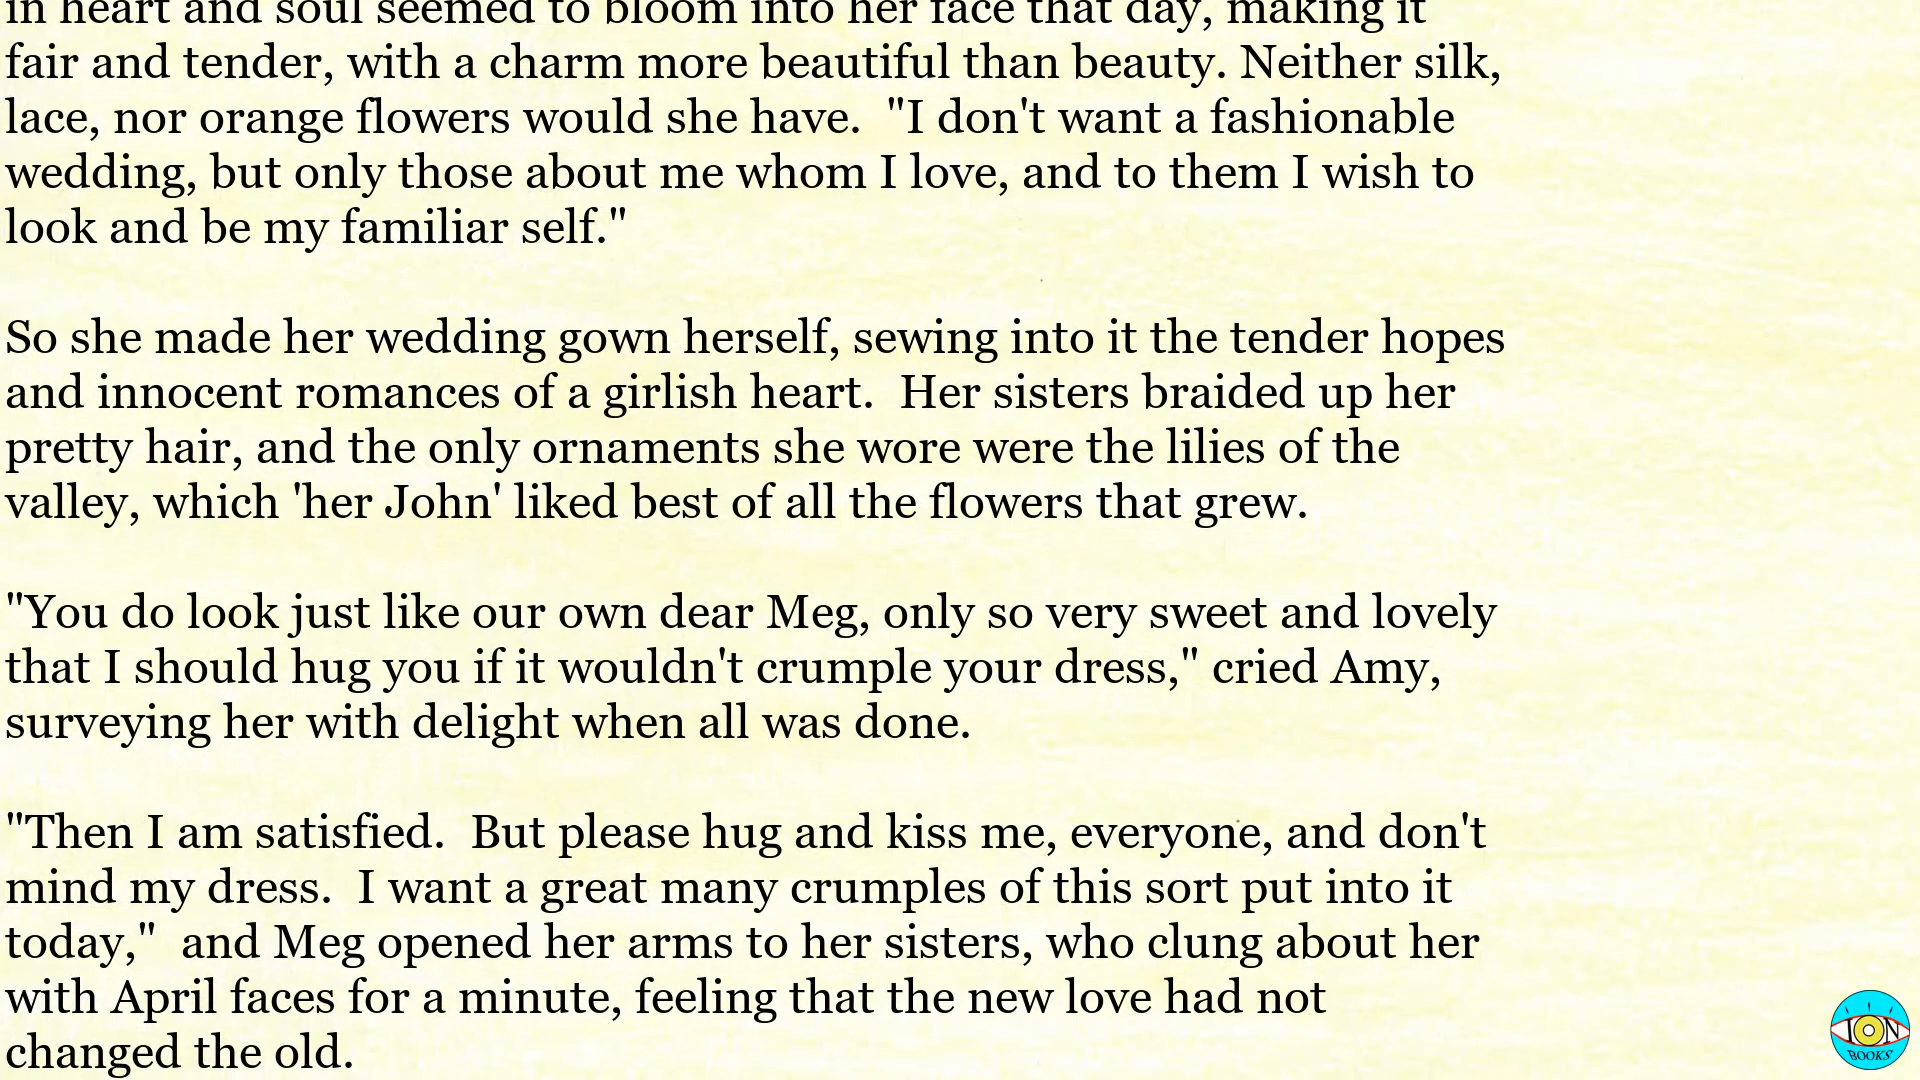 in heart and soul seemed to bloom into her face that day, making it
fair and tender, with a charm more beautiful than beauty. Neither silk,
lace, nor orange flowers would she have.  "I don't want a fashionable
wedding, but only those about me whom I love, and to them I wish to
look and be my familiar self."
So she made her wedding gown herself, sewing into it the tender hopes
and innocent romances of a girlish heart.  Her sisters braided up her
pretty hair, and the only ornaments she wore were the lilies of the
valley, which 'her John' liked best of all the flowers that grew.
"You do look just like our own dear Meg, only so very sweet and lovely
that I should hug you if it wouldn't crumple your dress," cried Amy,
surveying her with delight when all was done.
"Then I am satisfied.  But please hug and kiss me, everyone, and don't
mind my dress.  I want a great many crumples of this sort put into it
today,"  and Meg opened her arms to her sisters, who clung about her
with April faces for a minute, feeling that the new love had not
changed the old.
ION
BOOKS